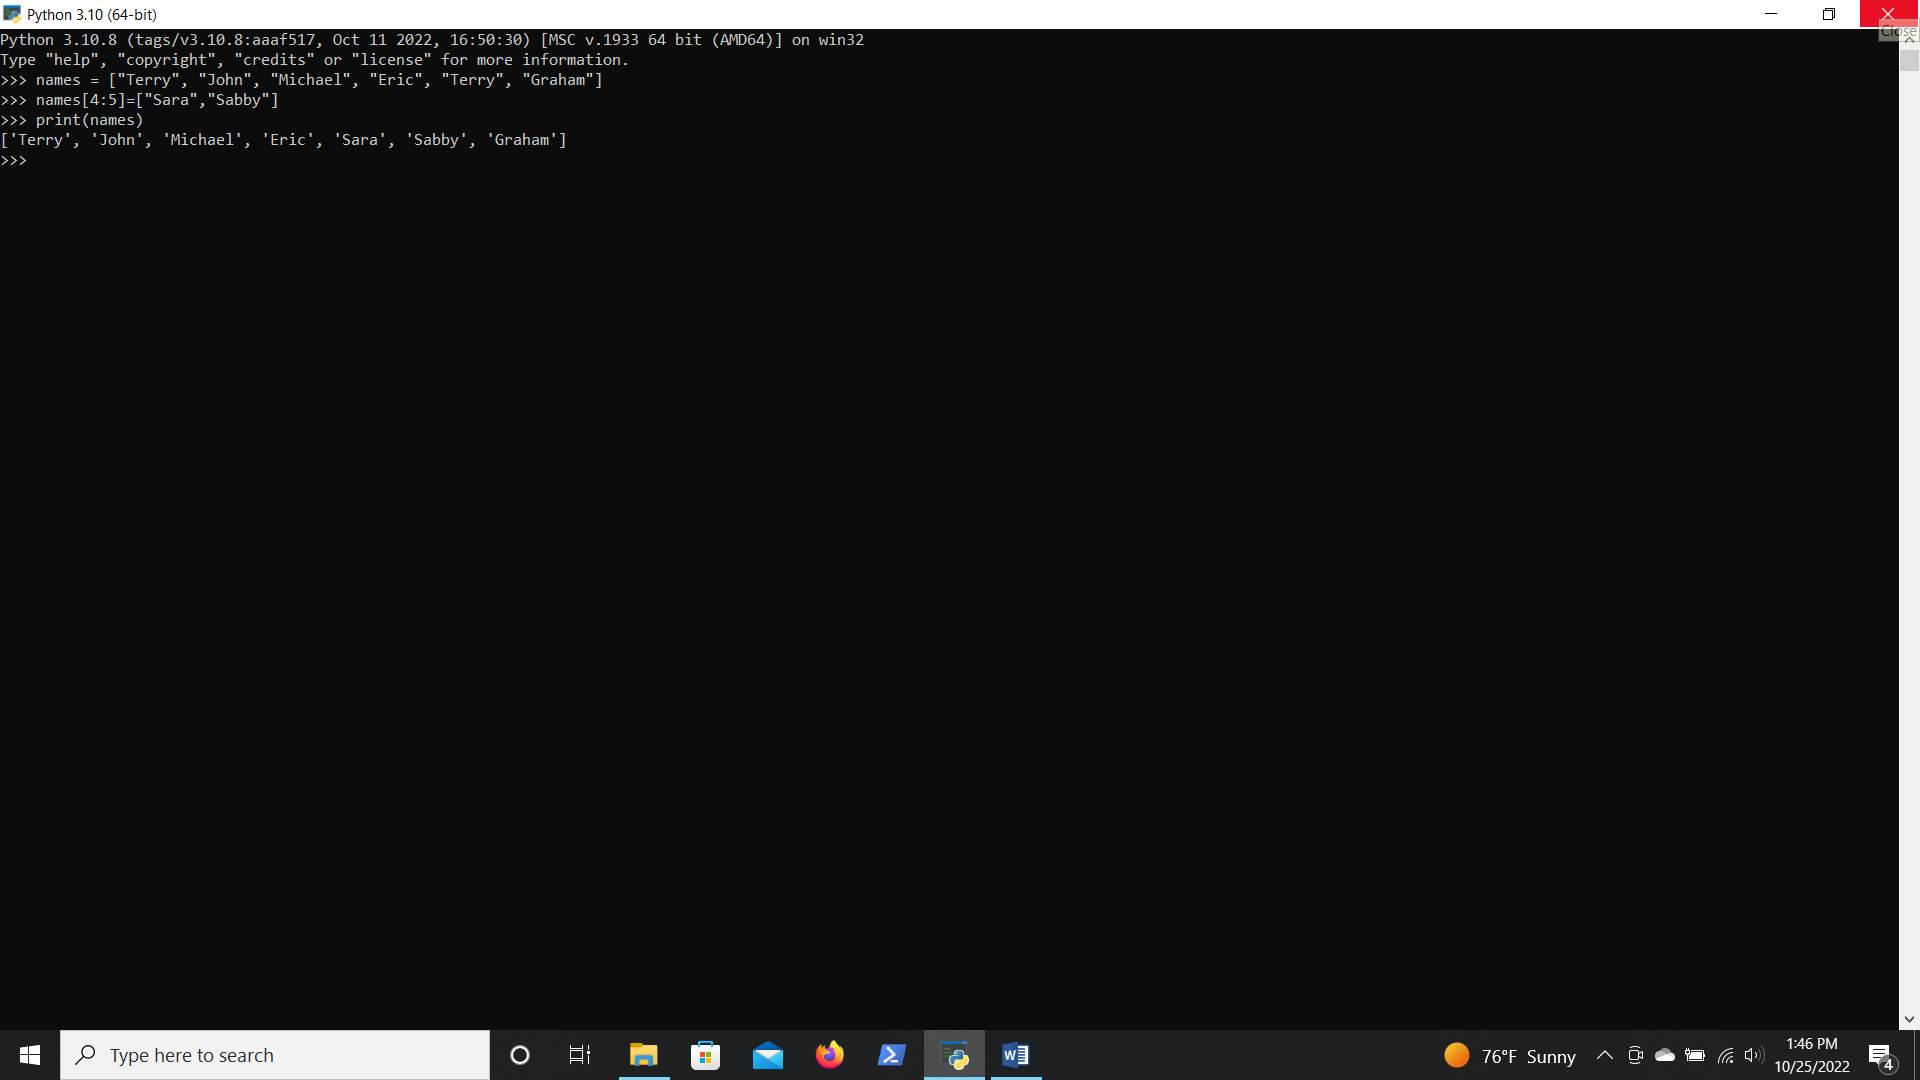 Python 3.10 (64-bit)
Close
Python 3.10.8 (tags/v3.10.8:aaaf517, Oct 11 2022, 16:50:30) [MSC v.1933 64 bit (AMD64)] on win32
Type "help", "copyright", "credits" or "license" for more information.
>>> names = ["Terry", "John", "Michael", "Eric", "Terry", "Graham"]
>>> names[4:5]=["Sara","Sabby"]
>>> print(names)
['Terry', 'John', 'Michael', 'Eric', 'Sara', 'Sabby', 'Graham']
>>>
Type here to search
W
76°F Sunny
1:46 PM
10/25/2022
4